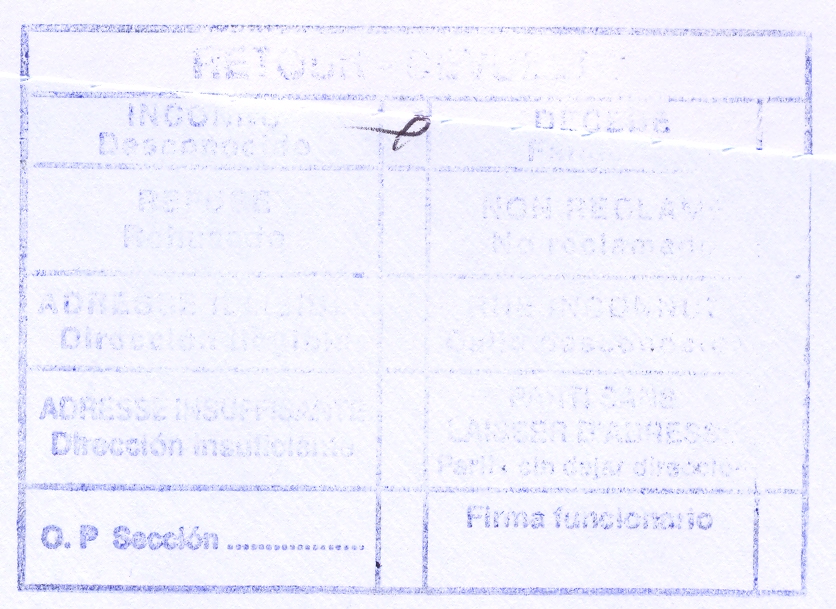 RETOUR - DEVUELTO
INCONNU
Desconocido
DECEDE
REFUSE
Rehusado
NON RECLAME
No reclamado
ADRESSE ILLISIBLE
Dirección ilegible
RUE INCONNUE
Calle desconocida
ADRESSE INSUFFISANTE
Dirección insuficiente
PARTI SANS
LAISSER D'ADRESSE
Partió sin dejar dirección
O. P Sección ....................
Firma funcionario